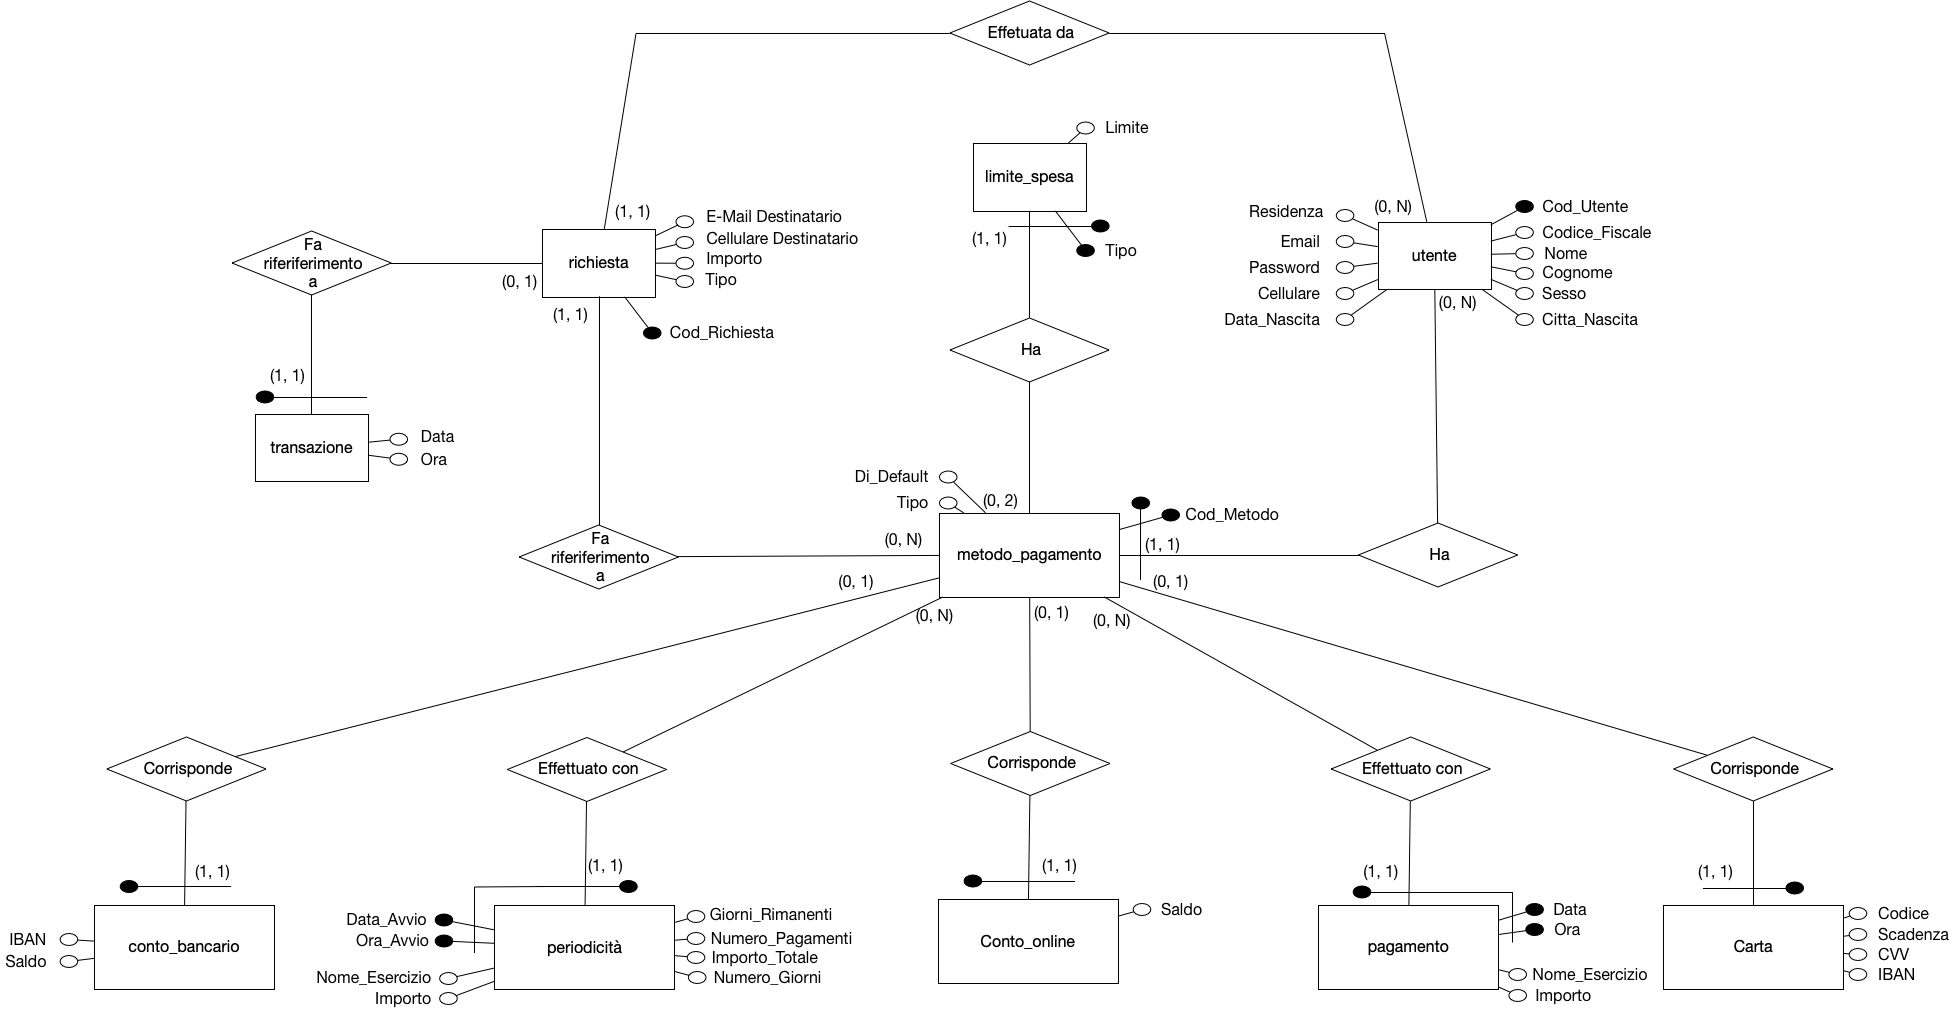 Effetuata da
Limite
limite_spesa
(1, 1)
Tipo
(1, 1)
E-Mail Destinatario
Cellulare Destinatario
Importo
Tipo
richiesta
(0, 1)
(1, 1)
Cod_Richiesta
Fa
riferiferimento
a
Residenza
Email
Password
Cellulare
Data_Nascita
(0, N)
utente
(0, N)
Cod_Utente
Codice_Fiscale
Nome
Cognome
Sesso
Citta_Nascita
(1, 1)
transazione
Data
Ora
Ha
Di_Default
Tipo
(0, 2)
Cod_Metodo
Fa
riferiferimento
a
(0, N)
metodo_pagamento
(1, 1)
Ha
(0, 1)
(0, N)
(0, 1)
(0, N)
(0, 1)
Corrisponde
Effettuato con
Corrisponde
Effettuato con
Corrisponde
(1, 1)
IBAN
Saldo
conto_bancario
(1, 1)
Data_Avvio
Ora_Avvio
Nome_Esercizio
Importo
periodicità
Giorni_Rimanenti
Numero_Pagamenti
Importo_Totale
Numero_Giorni
(1, 1)
Conto_online
Saldo
(1, 1)
pagamento
Data
Ora
Nome_Esercizio
Importo
(1, 1)
Carta
Codice
Scadenza
CVV
IBAN